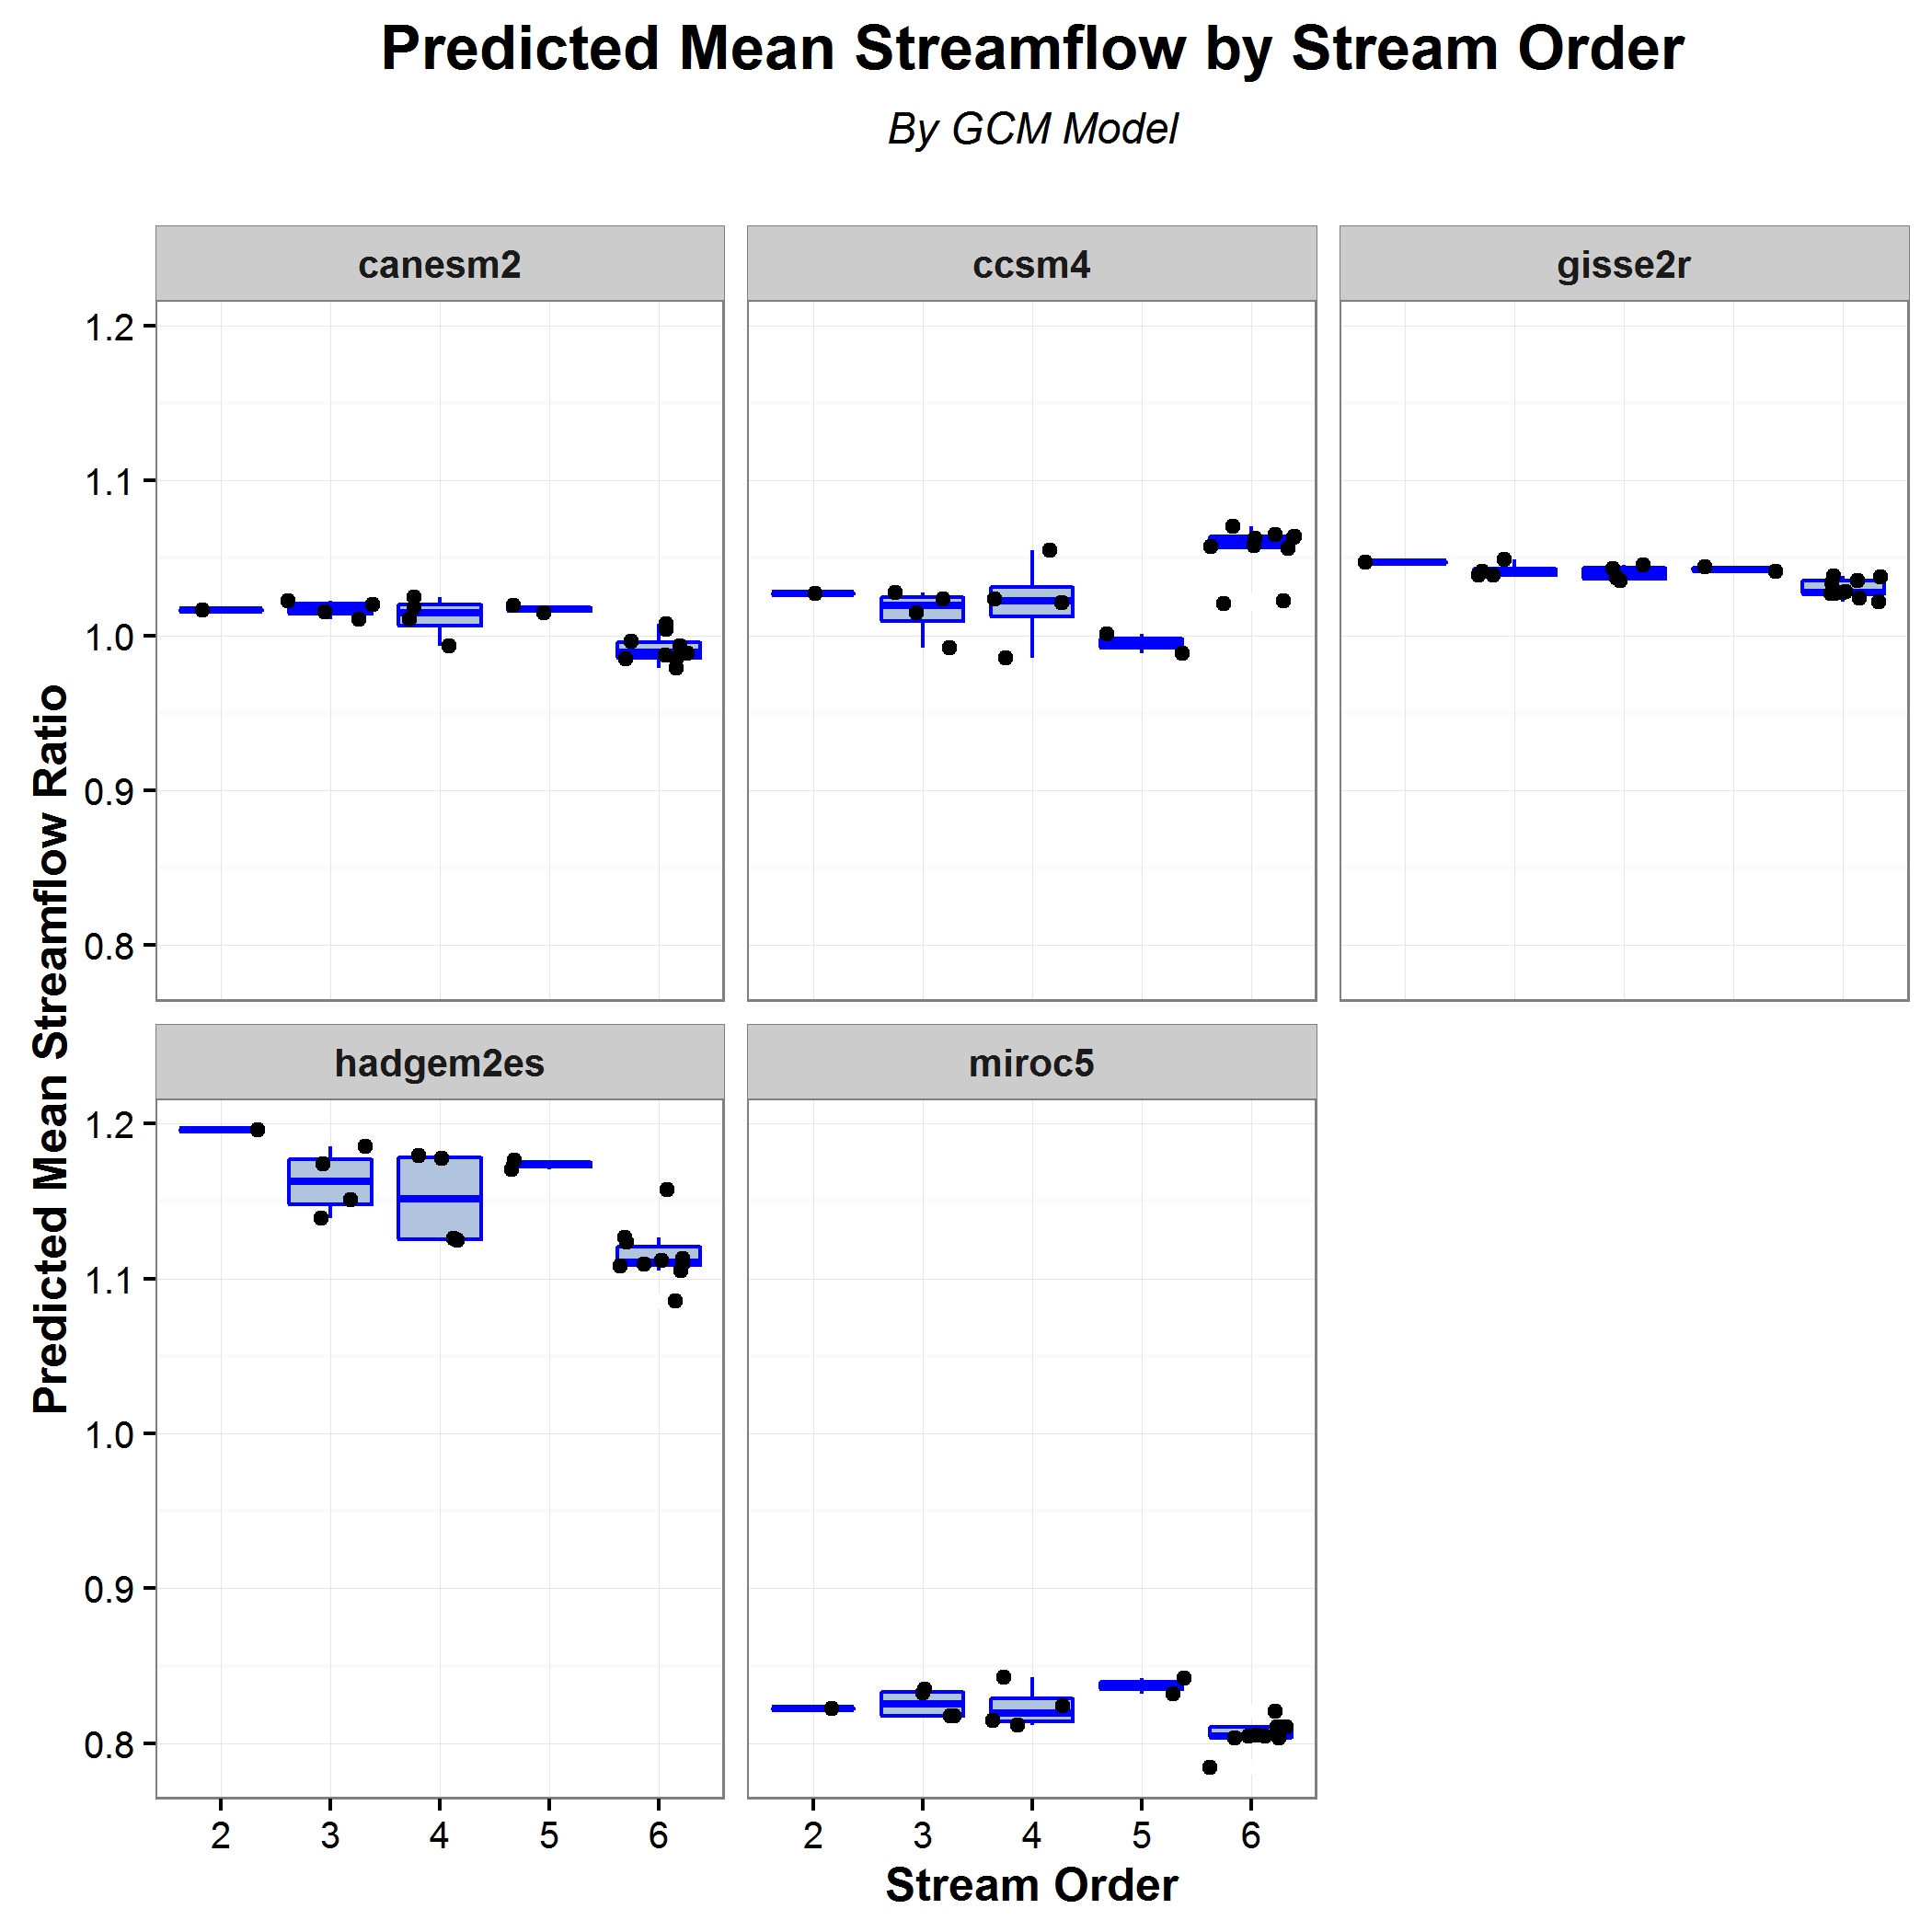 Predicted Mean Streamflow by Stream Order
By GCM Model
canesm2
ccsm4
gisse2r
1.2
1.1
1.0
0.9
0.8
Predicted Mean Streamflow Ratio
hadgem2es
miroc5
1.2
1.1
1.0
0.9
0.8
2 3 4 5 6
2 3 4 5 6
Stream Order